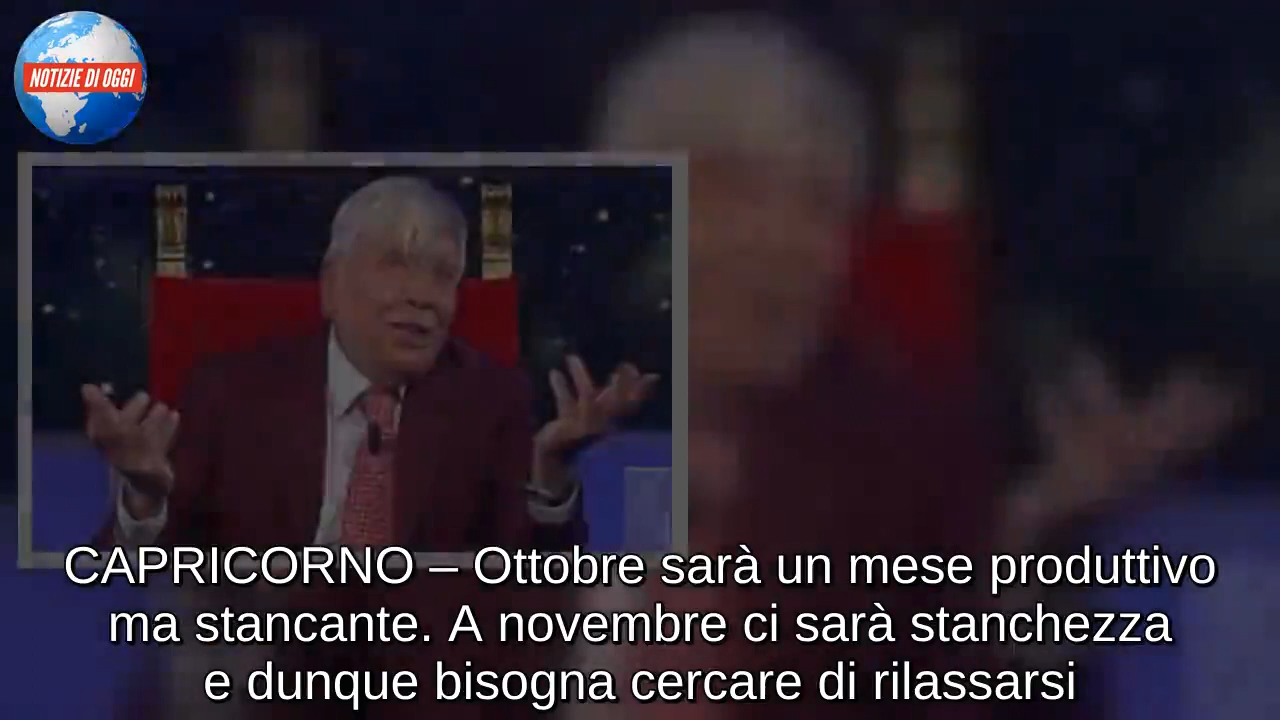 NOTIZIE DI OGGI
CAPRICORNO – Ottobre sarà un mese produttivo
ma stancante. A novembre ci sarà stanchezza
e dunque bisogna cercare di rilassarsi